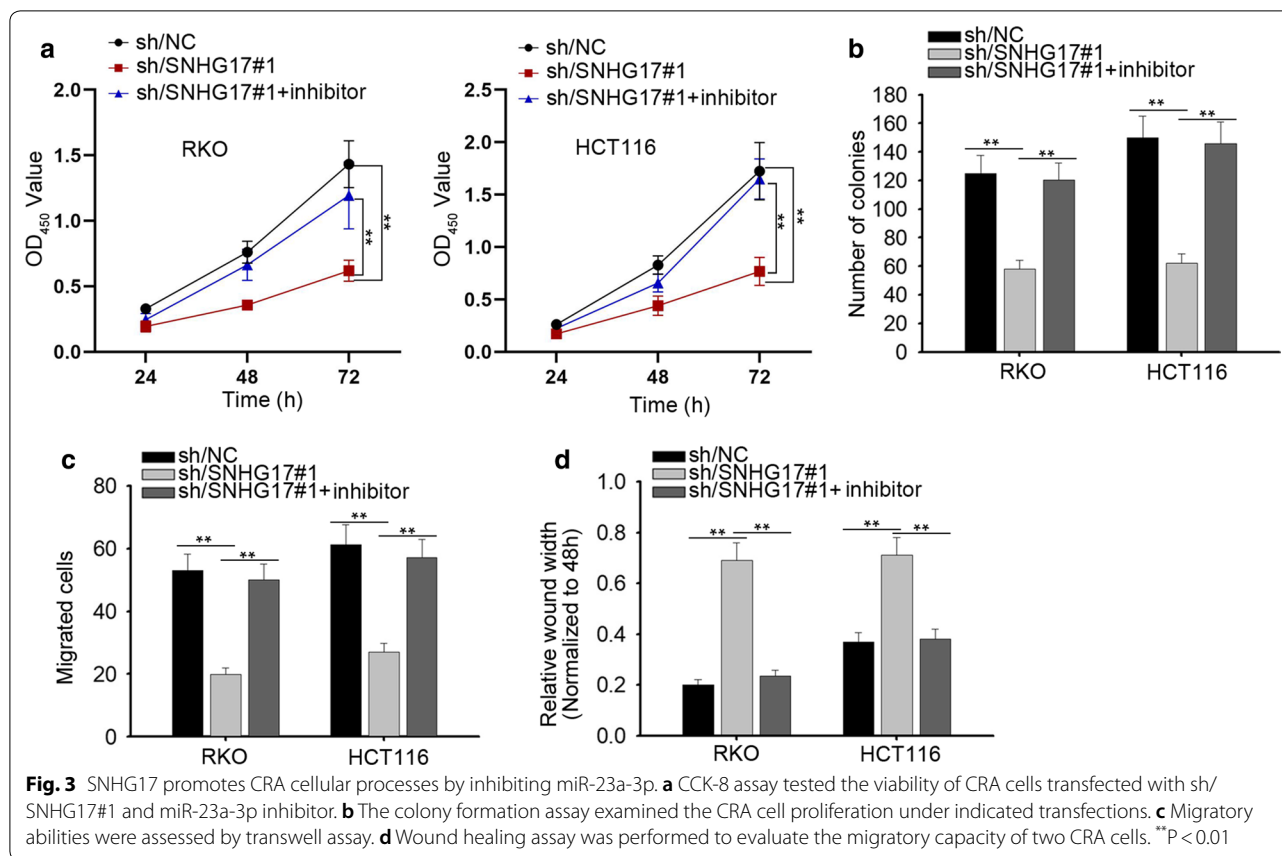 a
sh/NC
sh/SNHG17#1
sh/SNHG17#1+inhibitor
2.0
1.5
1.0
0.5
0.0
OD450 Value
RKO
**
**
24 48 72
Time (h)
sh/NC
sh/SNHG17#1
sh/SNHG17#1+inhibitor
2.5
2.0
1.5
1.0
0.5
0.0
OD450 Value
HCT116
**
**
24 48 72
Time (h)
b
sh/NC
sh/SNHG17#1
sh/SNHG17#1+inhibitor
180
160
140
120
100
80
60
40
20
0
Number of colonies
** ** ** **
RKO HCT116
c
sh/NC
sh/SNHG17#1
sh/SNHG17#1+inhibitor
80
60
40
20
0
Migrated cells
** ** ** **
RKO HCT116
d
sh/NC
sh/SNHG17#1
sh/SNHG17#1+inhibitor
1.0
0.8
0.6
0.4
0.2
0.0
Relative wound width
(Normalized to 48h)
** ** ** **
RKO HCT116
Fig. 3 SNHG17 promotes CRA cellular processes by inhibiting miR-23a-3p. a CCK-8 assay tested the viability of CRA cells transfected with sh/
SNHG17#1 and miR-23a-3p inhibitor. b The colony formation assay examined the CRA cell proliferation under indicated transfections. c Migratory
abilities were assessed by transwell assay. d Wound healing assay was performed to evaluate the migratory capacity of two CRA cells. **P < 0.01